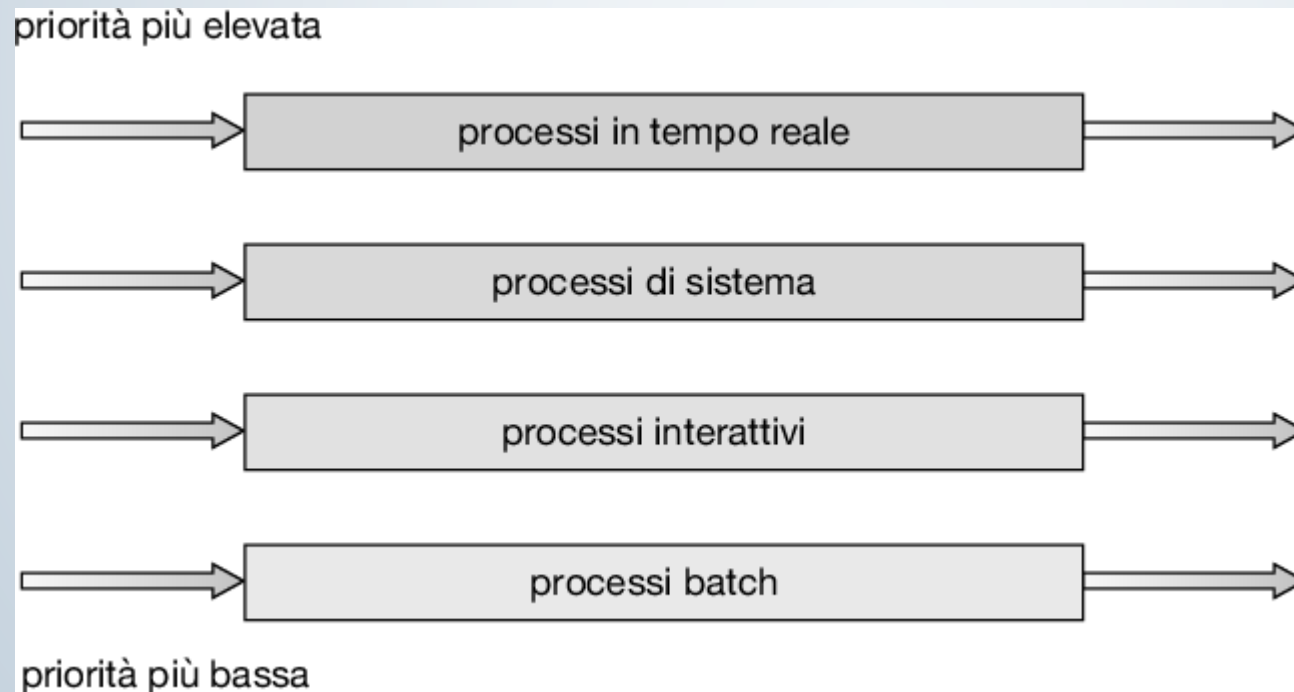 priorità più elevata
processi in tempo reale
processi di sistema
processi interattivi
processi batch
priorità più bassa